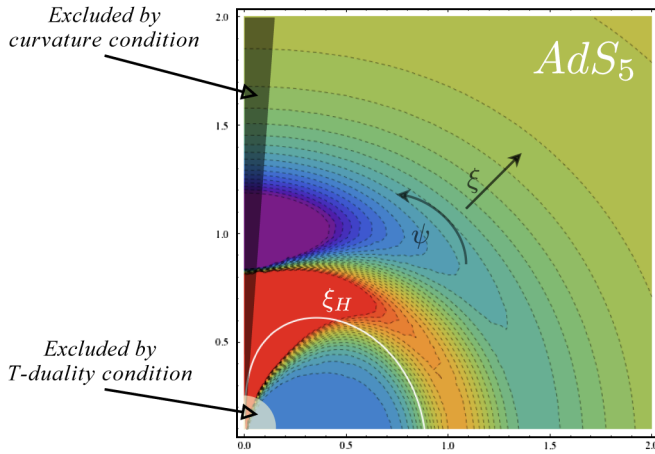 Excluded by
curvature condition
AdS₅
ξ
ψ
ξ_H
Excluded by
T-duality condition
2.0
1.5
1.0
0.5
0.0
0.5
1.0
1.5
2.0